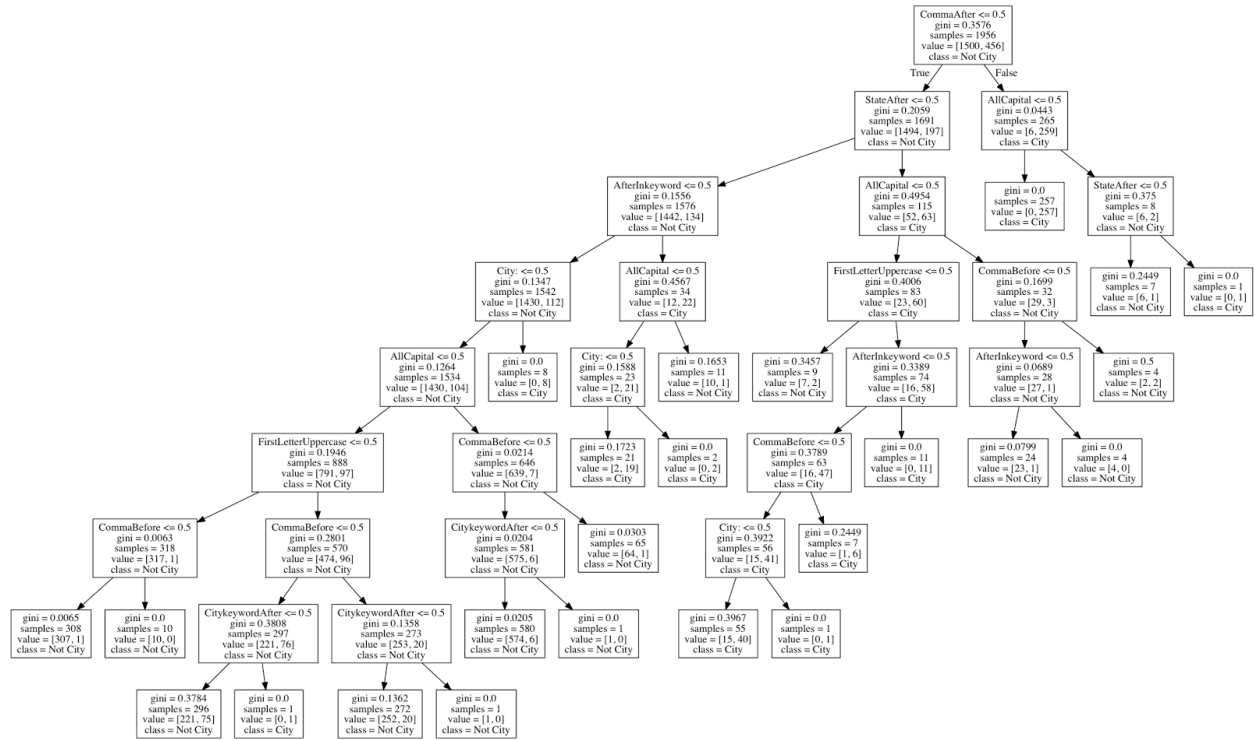 CommaAfter <= 0.5
gini = 0.3576
samples = 1956
value = [1500, 456]
class = Not City
True
False
StateAfter <= 0.5
gini = 0.2059
samples = 1691
value = [1494, 197]
class = Not City
AllCapital <= 0.5
gini = 0.0443
samples = 265
value = [6, 259]
class = City
AfterInkeyword <= 0.5
gini = 0.1556
samples = 1576
value = [1442, 134]
class = Not City
AllCapital <= 0.5
gini = 0.4954
samples = 115
value = [52, 63]
class = City
gini = 0.0
samples = 257
value = [0, 257]
class = City
StateAfter <= 0.5
gini = 0.375
samples = 8
value = [6, 2]
class = Not City
City: <= 0.5
gini = 0.1347
samples = 1542
value = [1430, 112]
class = Not City
AllCapital <= 0.5
gini = 0.4567
samples = 34
value = [12, 22]
class = City
FirstLetterUppercase <= 0.5
gini = 0.4006
samples = 83
value = [23, 60]
class = City
CommaBefore <= 0.5
gini = 0.1699
samples = 32
value = [29, 3]
class = Not City
gini = 0.2449
samples = 7
value = [6, 1]
class = Not City
gini = 0.0
samples = 1
value = [0, 1]
class = City
AllCapital <= 0.5
gini = 0.1264
samples = 1534
value = [1430, 104]
class = Not City
gini = 0.0
samples = 8
value = [0, 8]
class = City
City: <= 0.5
gini = 0.1588
samples = 23
value = [2, 21]
class = City
gini = 0.1653
samples = 11
value = [10, 1]
class = Not City
gini = 0.3457
samples = 9
value = [7, 2]
class = Not City
AfterInkeyword <= 0.5
gini = 0.3389
samples = 74
value = [16, 58]
class = City
AfterInkeyword <= 0.5
gini = 0.0689
samples = 28
value = [27, 1]
class = Not City
gini = 0.5
samples = 4
value = [2, 2]
class = Not City
FirstLetterUppercase <= 0.5
gini = 0.1946
samples = 888
value = [791, 97]
class = Not City
CommaBefore <= 0.5
gini = 0.0214
samples = 646
value = [639, 7]
class = Not City
gini = 0.1723
samples = 21
value = [2, 19]
class = City
gini = 0.0
samples = 2
value = [0, 2]
class = City
CommaBefore <= 0.5
gini = 0.3789
samples = 63
value = [16, 47]
class = City
gini = 0.0
samples = 11
value = [0, 11]
class = City
gini = 0.0799
samples = 24
value = [23, 1]
class = Not City
gini = 0.0
samples = 4
value = [4, 0]
class = Not City
CommaBefore <= 0.5
gini = 0.0063
samples = 318
value = [317, 1]
class = Not City
CommaBefore <= 0.5
gini = 0.2801
samples = 570
value = [474, 96]
class = Not City
CitykeywordAfter <= 0.5
gini = 0.0204
samples = 581
value = [575, 6]
class = Not City
gini = 0.0303
samples = 65
value = [64, 1]
class = Not City
City: <= 0.5
gini = 0.3922
samples = 56
value = [15, 41]
class = City
gini = 0.2449
samples = 7
value = [1, 6]
class = City
gini = 0.0065
samples = 308
value = [307, 1]
class = Not City
gini = 0.0
samples = 10
value = [10, 0]
class = Not City
CitykeywordAfter <= 0.5
gini = 0.3808
samples = 297
value = [221, 76]
class = Not City
CitykeywordAfter <= 0.5
gini = 0.1358
samples = 273
value = [253, 20]
class = Not City
gini = 0.0205
samples = 580
value = [574, 6]
class = Not City
gini = 0.0
samples = 1
value = [1, 0]
class = Not City
gini = 0.3967
samples = 55
value = [15, 40]
class = City
gini = 0.0
samples = 1
value = [0, 1]
class = City
gini = 0.3784
samples = 296
value = [221, 75]
class = Not City
gini = 0.0
samples = 1
value = [0, 1]
class = City
gini = 0.1362
samples = 272
value = [252, 20]
class = Not City
gini = 0.0
samples = 1
value = [1, 0]
class = Not City